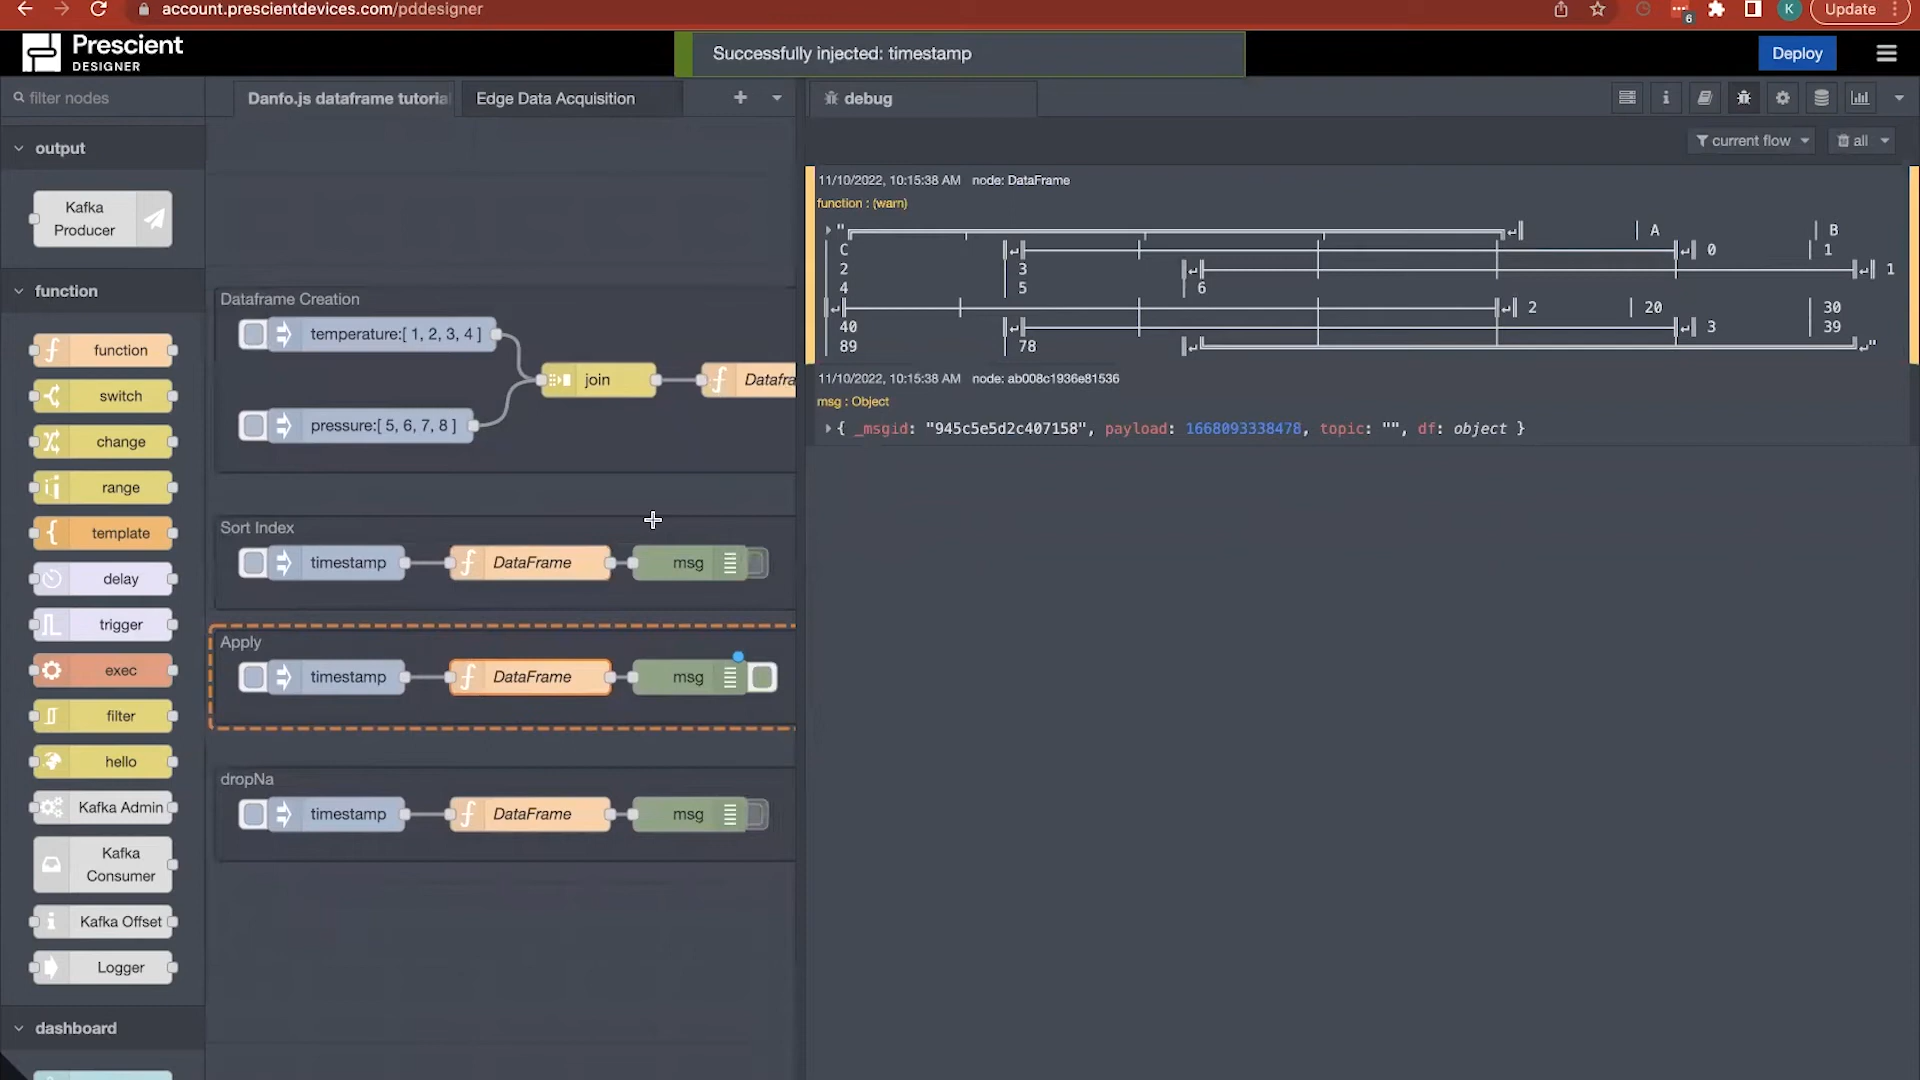 account.prescientdevices.com/pddesigner
6
K
Update
Prescient
DESIGNER
Successfully injected: timestamp
Deploy
filter nodes
Danfo.js dataframe tutorial
Edge Data Acquisition
debug
current flow
all
output
Kafka
Producer
function
function
switch
change
range
template
delay
trigger
exec
filter
hello
Kafka Admin
Kafka
Consumer
Kafka Offset
Logger
dashboard
Dataframe Creation
temperature:[ 1, 2, 3, 4 ]
join
Datafra
pressure:[ 5, 6, 7, 8 ]
Sort Index
timestamp
DataFrame
msg
Apply
timestamp
DataFrame
msg
dropNa
timestamp
DataFrame
msg
11/10/2022, 10:15:38 AM node: DataFrame
function : (warn)
" A B
C 0 1
2 3 1
4 5 6
2 20 30
40 3 39
89 78 "
11/10/2022, 10:15:38 AM node: ab008c1936e81536
msg : Object
{ _msgid: "945c5e5d2c407158", payload: 1668093338478, topic: "", df: object }